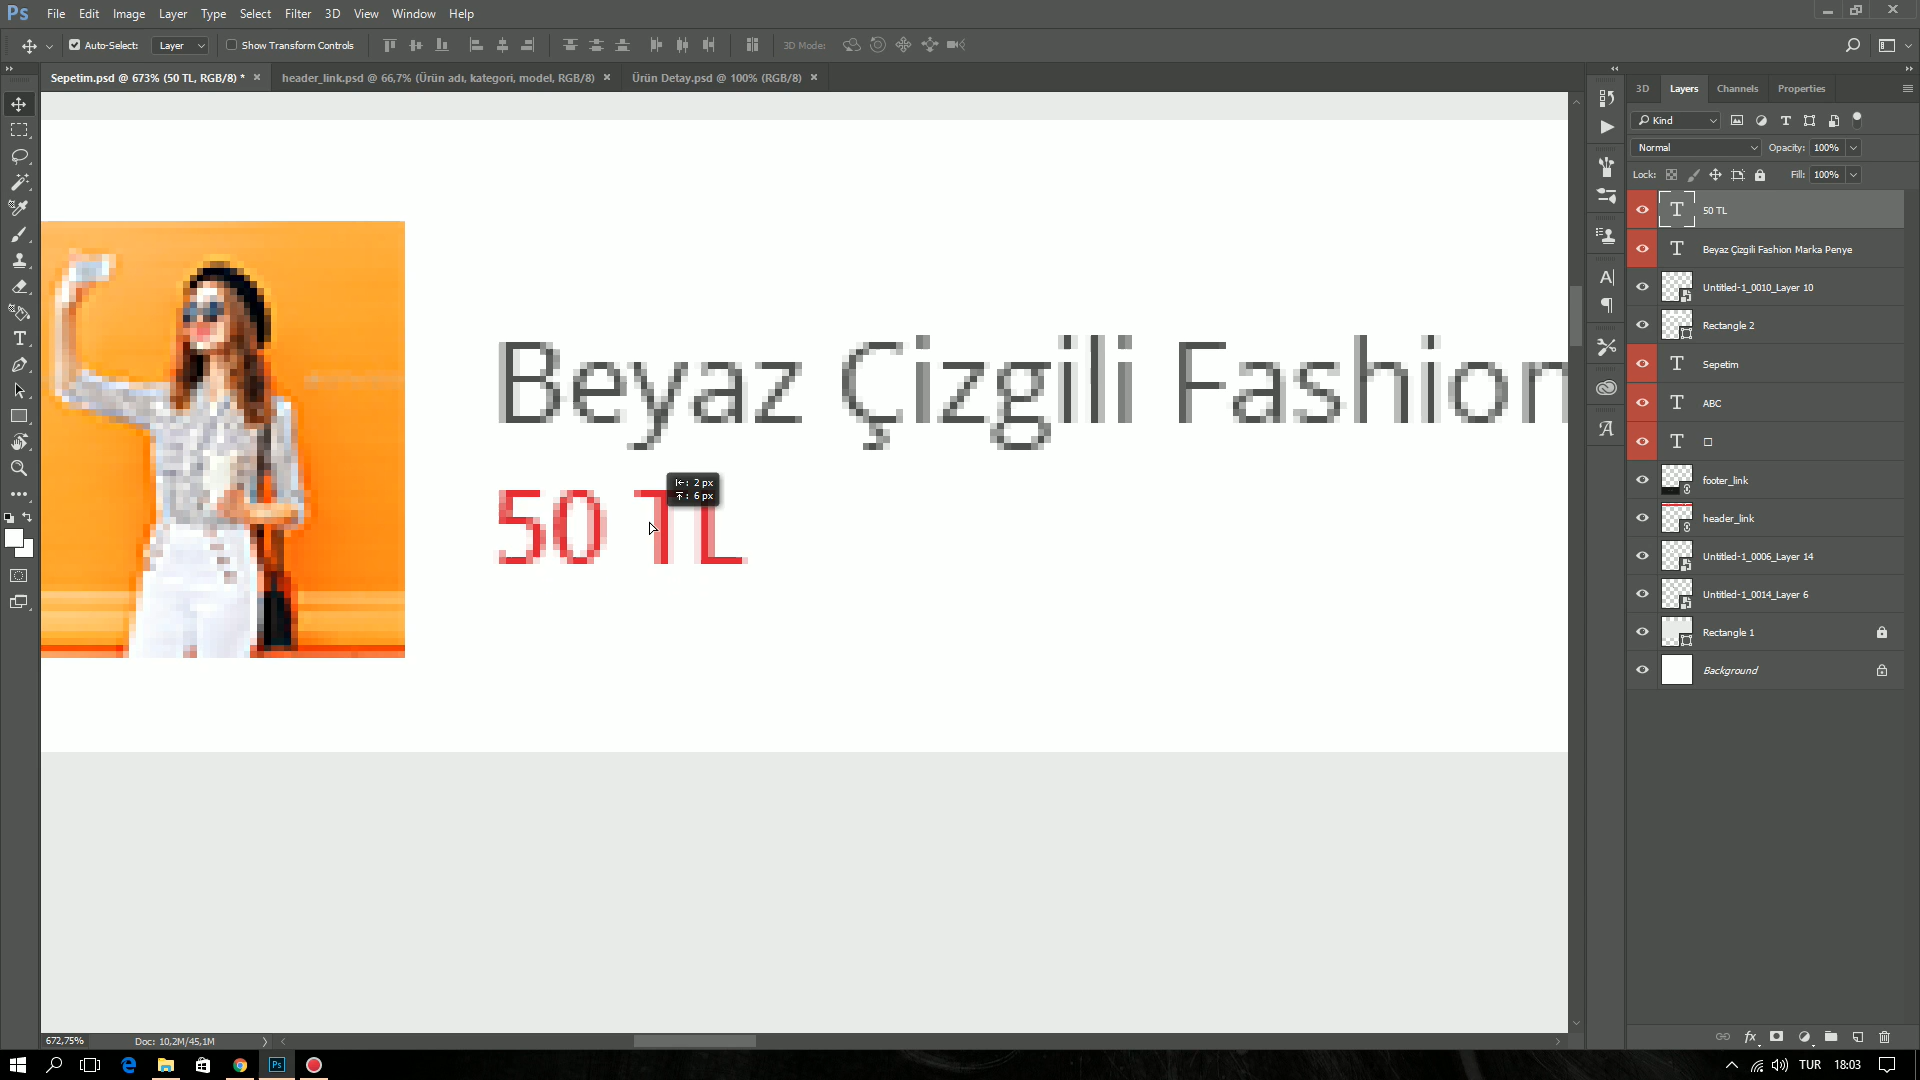 Ps File Edit Image Layer Type Select Filter 3D View Window Help
Auto-Select: Layer Show Transform Controls 3D Mode:
Sepetim.psd @ 673% (50 TL, RGB/8) * × header_link.psd @ 66,7% (Ürün adı, kategori, model, RGB/8) × Ürün Detay.psd @ 100% (RGB/8) ×
3D Layers Channels Properties
Kind
Normal Opacity: 100%
Lock: Fill: 100%
50 TL
Beyaz Çizgili Fashion Marka Penye
Untitled-1_0010_Layer 10
Rectangle 2
Sepetim
ABC
footer_link
header_link
Untitled-1_0006_Layer 14
Untitled-1_0014_Layer 6
Rectangle 1
Background
Beyaz Çizgili Fashion
50 TL
: 2 px
: 6 px
672,75% Doc: 10,2M/45,1M
TUR 18:03